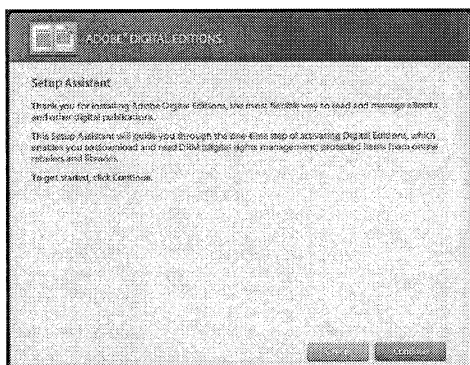 ADOBE® DIGITAL EDITIONS
Setup Assistant
Thank you for installing Adobe Digital Editions, the most flexible way to read and manage eBooks
and other digital publications.
This Setup Assistant will guide you through the one-time step of activating Digital Editions, which
enables you to download and read DRM (digital rights management) protected items from online
retailers and libraries.
To get started, click Continue.
Continue